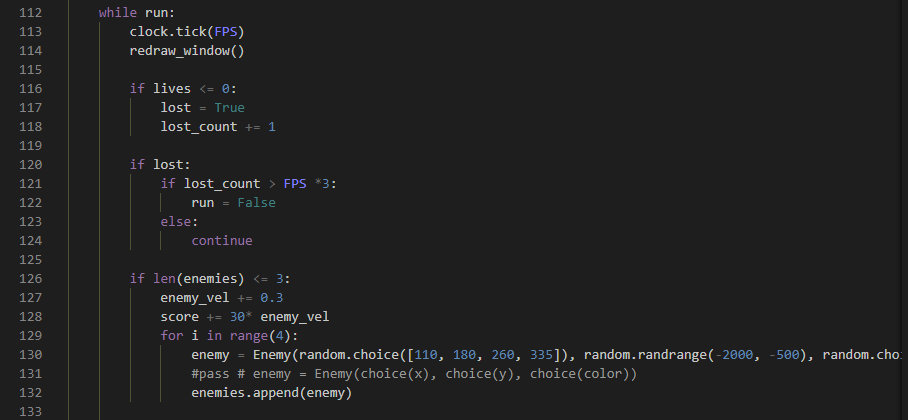 112 while run:
113 clock.tick(FPS)
114 redraw_window()
115
116 if lives <= 0:
117 lost = True
118 lost_count += 1
119
120 if lost:
121 if lost_count > FPS *3:
122 run = False
123 else:
124 continue
125
126 if len(enemies) <= 3:
127 enemy_vel += 0.3
128 score += 30* enemy_vel
129 for i in range(4):
130 enemy = Enemy(random.choice([110, 180, 260, 335]), random.randrange(-2000, -500), random.cho
131 #pass # enemy = Enemy(choice(x), choice(y), choice(color))
132 enemies.append(enemy)
133